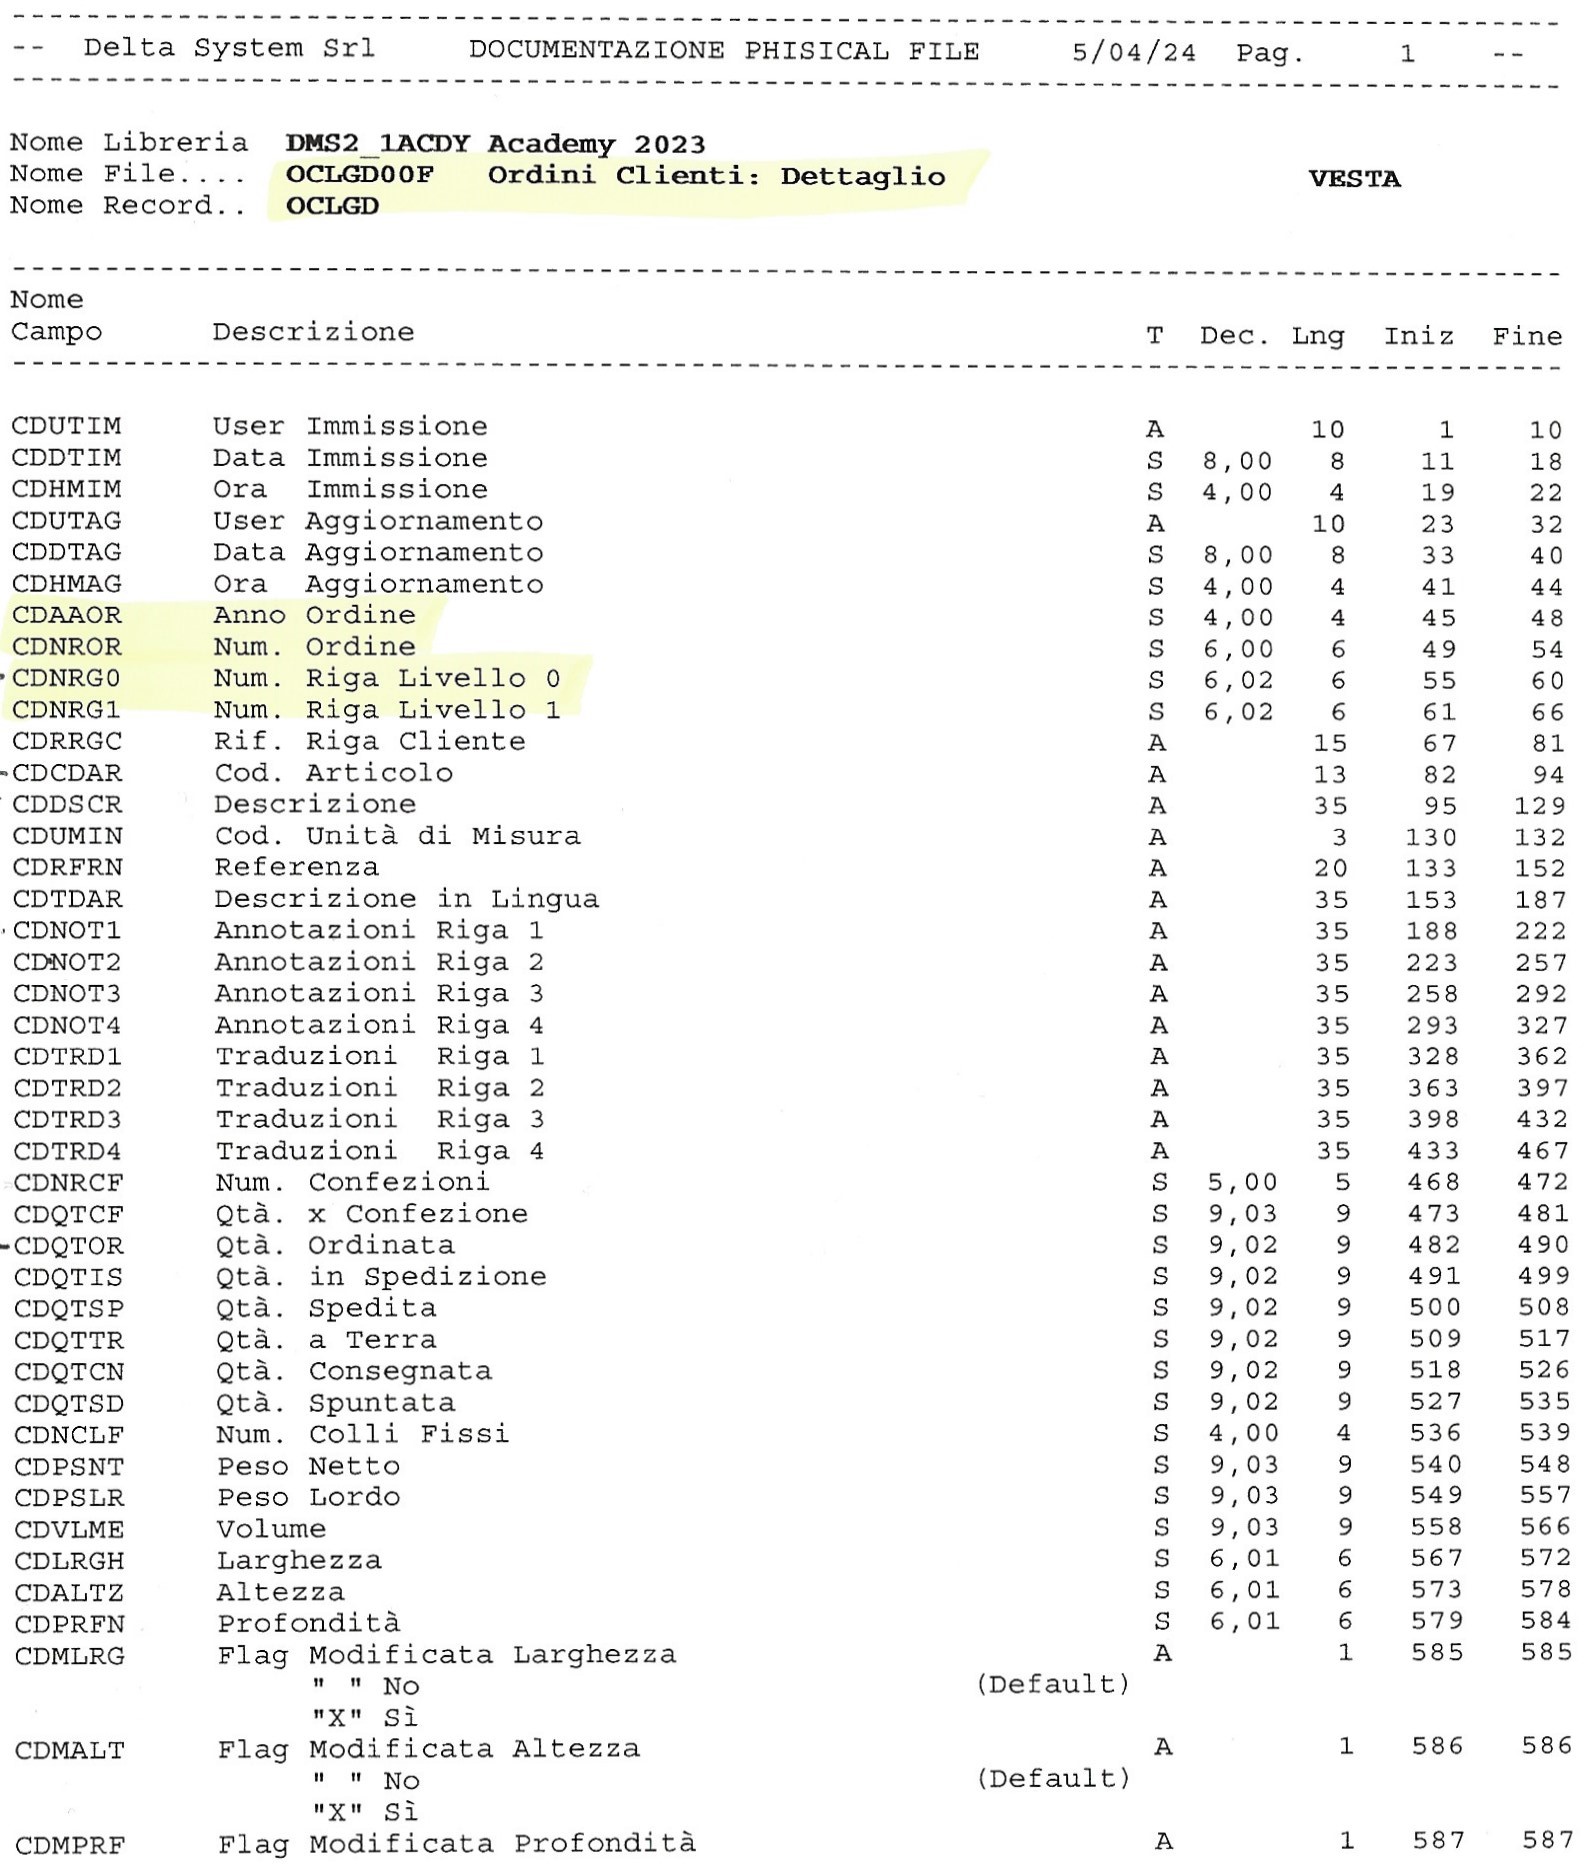 -- Delta System Srl DOCUMENTAZIONE PHISICAL FILE 5/04/24 Pag. 1 --
Nome Libreria DMS2_1ACDY Academy 2023
Nome File.... OCLGD00F Ordini Clienti: Dettaglio VESTA
Nome Record.. OCLGD
Nome
Campo Descrizione T Dec. Lng Iniz Fine
CDUTIM User Immissione A 10 1 10
CDDTIM Data Immissione S 8,00 8 11 18
CDHMIM Ora Immissione S 4,00 4 19 22
CDUTAG User Aggiornamento A 10 23 32
CDDTAG Data Aggiornamento S 8,00 8 33 40
CDHMAG Ora Aggiornamento S 4,00 4 41 44
CDAAOR Anno Ordine S 4,00 4 45 48
CDNROR Num. Ordine S 6,00 6 49 54
CDNRG0 Num. Riga Livello 0 S 6,02 6 55 60
CDNRG1 Num. Riga Livello 1 S 6,02 6 61 66
CDRRGC Rif. Riga Cliente A 15 67 81
CDCDAR Cod. Articolo A 13 82 94
CDDSCR Descrizione A 35 95 129
CDUMIN Cod. Unità di Misura A 3 130 132
CDRFRN Referenza A 20 133 152
CDTDAR Descrizione in Lingua A 35 153 187
CDNOT1 Annotazioni Riga 1 A 35 188 222
CDNOT2 Annotazioni Riga 2 A 35 223 257
CDNOT3 Annotazioni Riga 3 A 35 258 292
CDNOT4 Annotazioni Riga 4 A 35 293 327
CDTRD1 Traduzioni Riga 1 A 35 328 362
CDTRD2 Traduzioni Riga 2 A 35 363 397
CDTRD3 Traduzioni Riga 3 A 35 398 432
CDTRD4 Traduzioni Riga 4 A 35 433 467
CDNRCF Num. Confezioni S 5,00 5 468 472
CDQTCF Qtà. x Confezione S 9,03 9 473 481
CDQTOR Qtà. Ordinata S 9,02 9 482 490
CDQTIS Qtà. in Spedizione S 9,02 9 491 499
CDQTSP Qtà. Spedita S 9,02 9 500 508
CDQTTR Qtà. a Terra S 9,02 9 509 517
CDQTCN Qtà. Consegnata S 9,02 9 518 526
CDQTSD Qtà. Spuntata S 9,02 9 527 535
CDNCLF Num. Colli Fissi S 4,00 4 536 539
CDPSNT Peso Netto S 9,03 9 540 548
CDPSLR Peso Lordo S 9,03 9 549 557
CDVLME Volume S 9,03 9 558 566
CDLRGH Larghezza S 6,01 6 567 572
CDALTZ Altezza S 6,01 6 573 578
CDPRFN Profondità S 6,01 6 579 584
CDMLRG Flag Modificata Larghezza A 1 585 585
" " No (Default)
"X" Sì
CDMALT Flag Modificata Altezza A 1 586 586
" " No (Default)
"X" Sì
CDMPRF Flag Modificata Profondità A 1 587 587